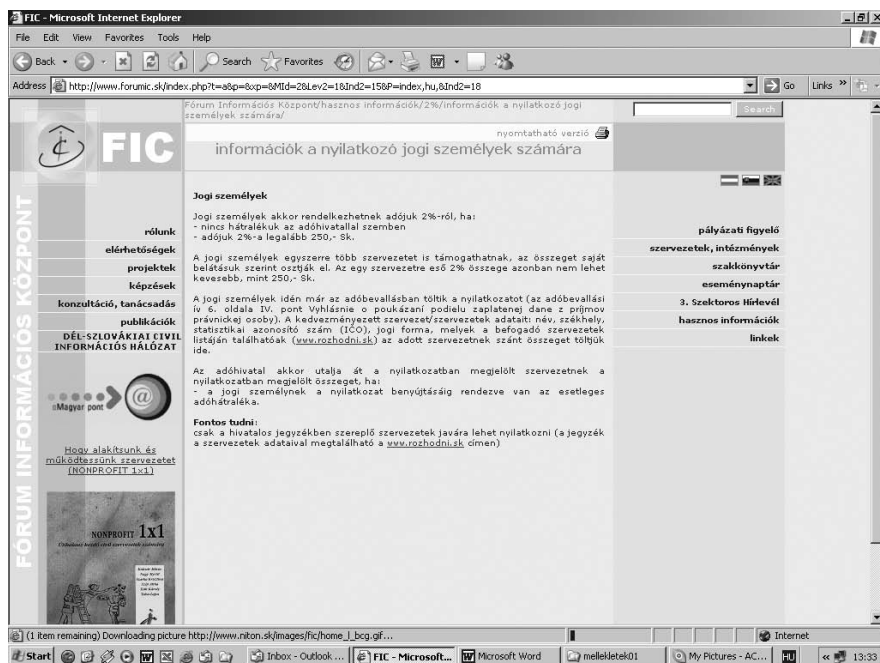 FIC - Microsoft Internet Explorer
File Edit View Favorites Tools Help
Back Search Favorites
Address http://www.forumic.sk/index.php?t=a&p=&xp=&MId=2&Lev2=1&Ind2=15&P=index,hu,&Ind2=18 Go Links »
Fórum Információs Központ/hasznos információk/2%/információk a nyilatkozó jogi
személyek számára/
Search
nyomtatható verzió
FIC
információk a nyilatkozó jogi személyek számára
FÓRUM INFORMÁCIÓS KÖZPONT
rólunk
elérhetőségek
projektek
képzések
konzultáció, tanácsadás
publikációk
DÉL-SZLOVÁKIAI CIVIL
INFORMÁCIÓS HÁLÓZAT
eMagyar pont
Hogy alakítsunk és
működtessünk szervezetet
(NONPROFIT 1x1)
NONPROFIT 1x1
Jogi személyek
Jogi személyek akkor rendelkezhetnek adójuk 2%-ról, ha:
- nincs hátralékuk az adóhivatallal szemben
- adójuk 2%-a legalább 250,- Sk.
A jogi személyek egyszerre több szervezetet is támogathatnak, az összeget saját
belátásuk szerint osztják el. Az egy szervezetre eső 2% összege azonban nem lehet
kevesebb, mint 250,- Sk.
A jogi személyek idén már az adóbevallásban töltik a nyilatkozatot (az adóbevallási
ív 6. oldala IV. pont Vyhlásnie o poukázaní podielu zaplatenej dane z príjmov
právnickej osoby). A kedvezményezett szervezet/szervezetek adatait: név, székhely,
statisztikai azonosító szám (IČO), jogi forma, melyek a befogadó szervezetek
listáján találhatóak (www.rozhodni.sk) az adott szervezetnek szánt összeget töltjük
ide.
Az adóhivatal akkor utalja át a nyilatkozatban megjelölt szervezetnek a
nyilatkozatban megjelölt összeget, ha:
- a jogi személynek a nyilatkozat benyújtásáig rendezve van az esetleges
adóhátraléka.
Fontos tudni:
csak a hivatalos jegyzékben szereplő szervezetek javára lehet nyilatkozni (a jegyzék
a szervezetek adataival megtalálható a www.rozhodni.sk címen)
pályázati figyelő
szervezetek, intézmények
szakkönyvtár
eseménynaptár
3. Szektoros Hírlevél
hasznos információk
linkek
(1 item remaining) Downloading picture http://www.niton.sk/images/fic/home_l_bcg.gif... Internet
Start Inbox - Outlook ... FIC - Microsoft... Microsoft Word mellekletek01 My Pictures - AC... HU « 13:33